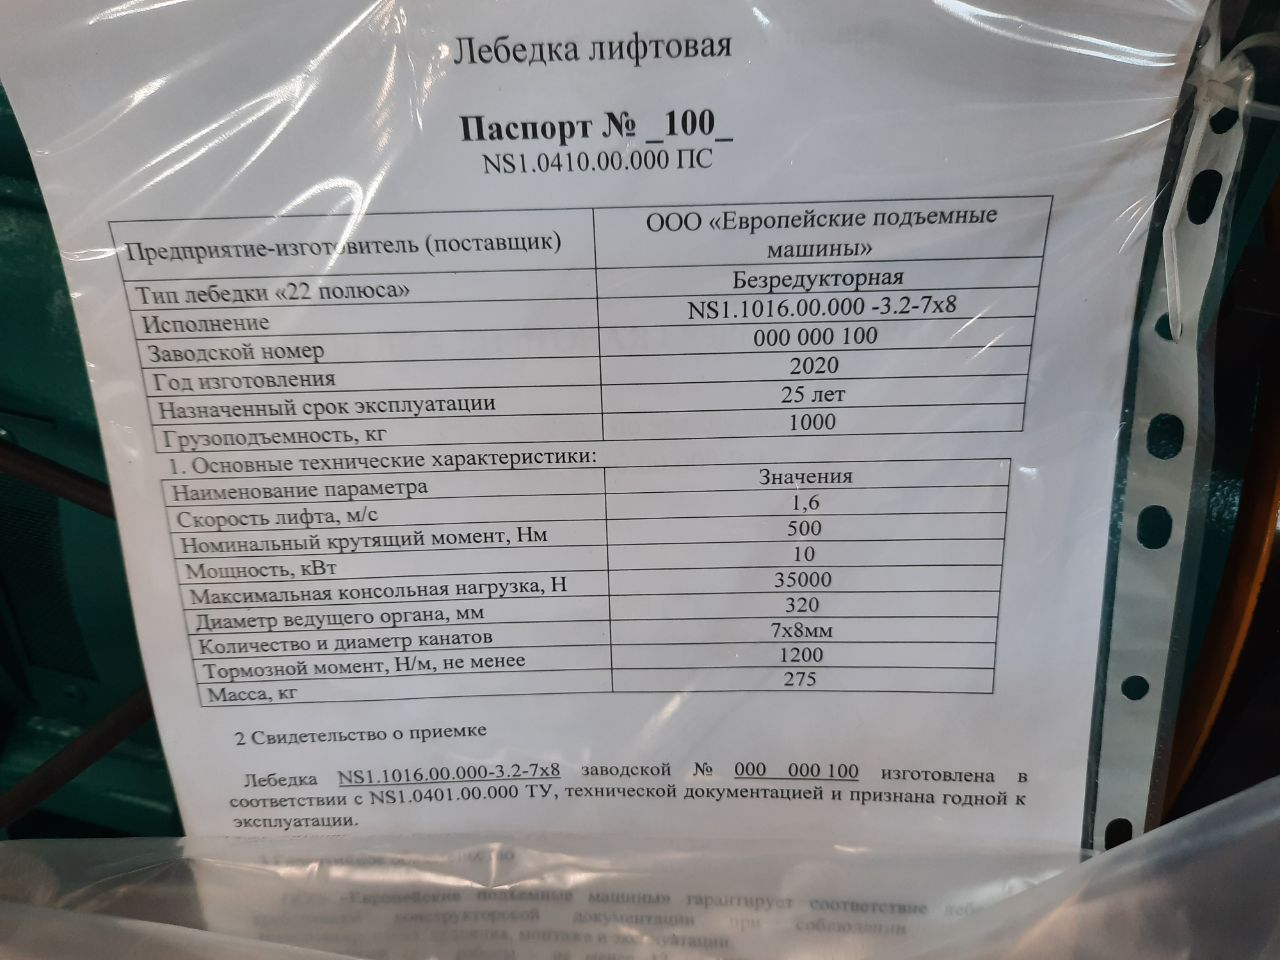 Лебедка лифтовая
Паспорт № _100_
NS1.0410.00.000 ПС
Предприятие-изготовитель (поставщик) ООО «Европейские подъемные
машины»
Тип лебедки «22 полюса» Безредукторная
Исполнение NS1.1016.00.000 -3.2-7х8
Заводской номер 000 000 100
Год изготовления 2020
Назначенный срок эксплуатации 25 лет
Грузоподъемность, кг 1000
1. Основные технические характеристики:
Наименование параметра Значения
Скорость лифта, м/с 1,6
Номинальный крутящий момент, Нм 500
Мощность, кВт 10
Максимальная консольная нагрузка, Н 35000
Диаметр ведущего органа, мм 320
Количество и диаметр канатов 7х8мм
Тормозной момент, Н/м, не менее 1200
Масса, кг 275
2 Свидетельство о приемке
Лебедка NS1.1016.00.000-3.2-7х8 заводской № 000 000 100 изготовлена в
соответствии с NS1.0401.00.000 ТУ, технической документацией и признана годной к
эксплуатации.
ООО «Европейские подъемные машины» гарантирует соответствие
конструкторской документации при соблюдении
монтажа и эксплуатации